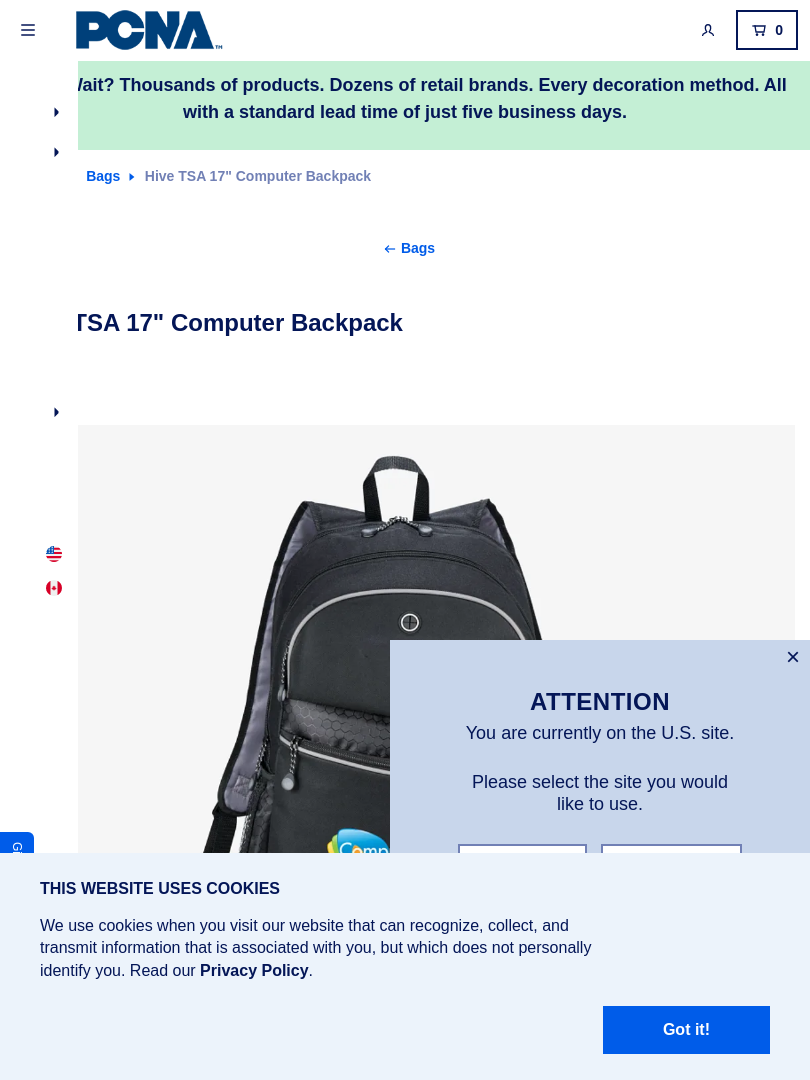 PCNA™
0
Wait? Thousands of products. Dozens of retail brands. Every decoration method. All
with a standard lead time of just five business days.
Bags
Hive TSA 17" Computer Backpack
Bags
TSA 17" Computer Backpack
ATTENTION
You are currently on the U.S. site.
Please select the site you would
like to use.
THIS WEBSITE USES COOKIES
We use cookies when you visit our website that can recognize, collect, and
transmit information that is associated with you, but which does not personally
identify you. Read our Privacy Policy.
Got it!